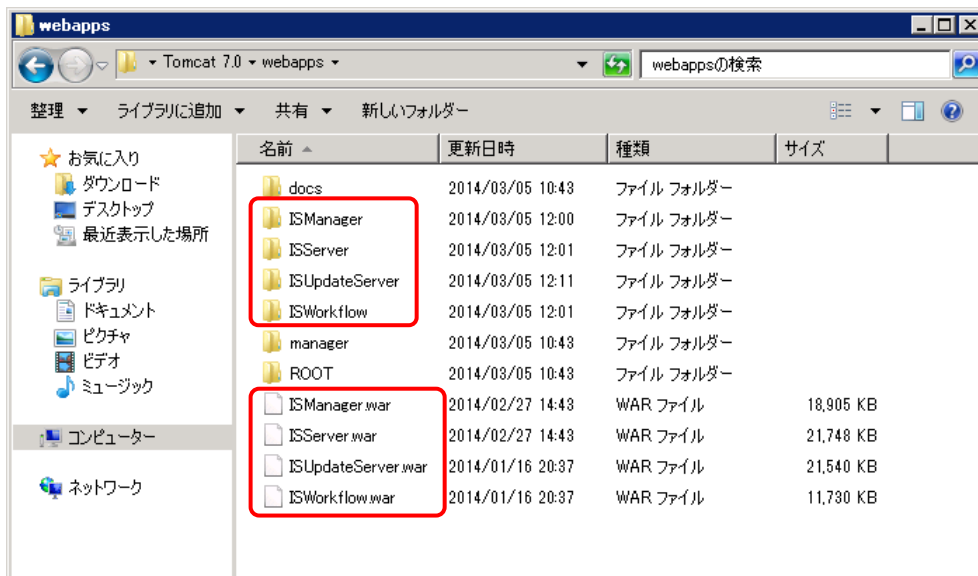 webapps
Tomcat 7.0 webapps
webappsの検索
整理 ライブラリに追加 共有 新しいフォルダー
お気に入り
ダウンロード
デスクトップ
最近表示した場所
ライブラリ
ドキュメント
ピクチャ
ビデオ
ミュージック
コンピューター
ネットワーク
名前 更新日時 種類 サイズ
docs 2014/03/05 10:43 ファイル フォルダー
ISManager 2014/03/05 12:00 ファイル フォルダー
ISServer 2014/03/05 12:01 ファイル フォルダー
ISUpdateServer 2014/03/05 12:11 ファイル フォルダー
ISWorkflow 2014/03/05 12:01 ファイル フォルダー
manager 2014/03/05 10:43 ファイル フォルダー
ROOT 2014/03/05 10:43 ファイル フォルダー
ISManager.war 2014/02/27 14:43 WAR ファイル 18,905 KB
ISServer.war 2014/02/27 14:43 WAR ファイル 21,748 KB
ISUpdateServer.war 2014/01/16 20:37 WAR ファイル 21,540 KB
ISWorkflow.war 2014/01/16 20:37 WAR ファイル 11,730 KB